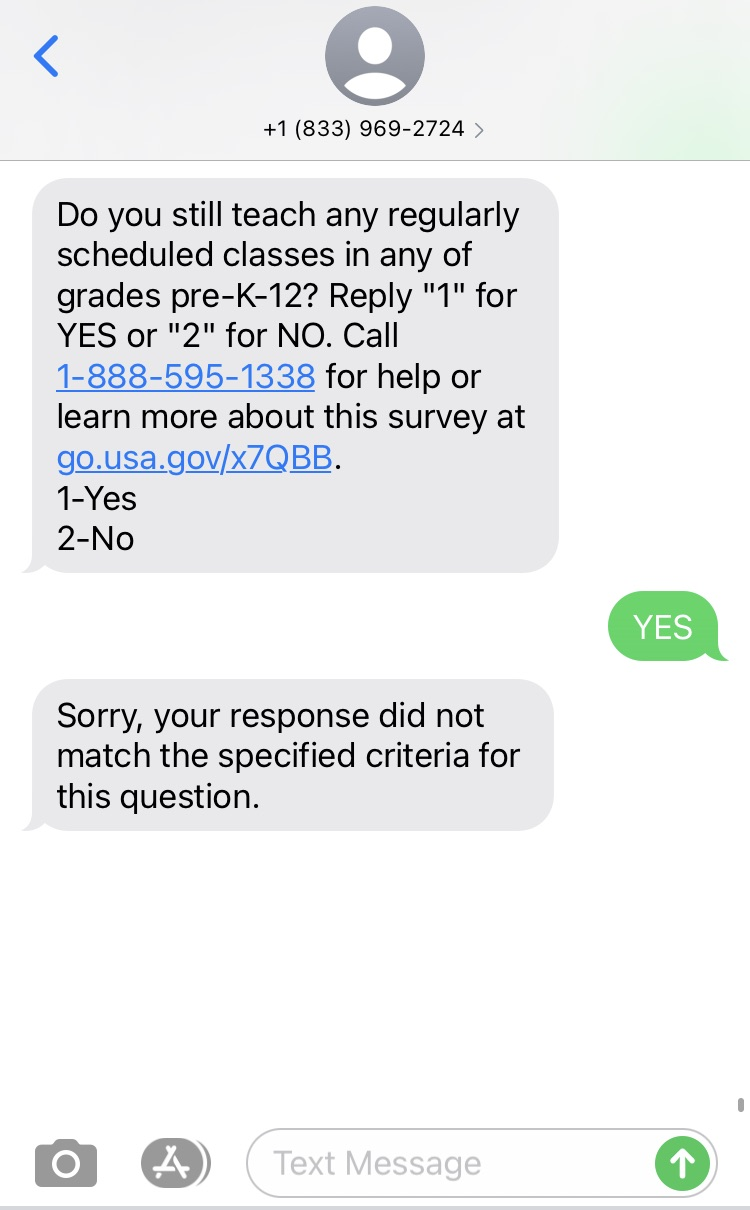 +1 (833) 969-2724 >
Do you still teach any regularly
scheduled classes in any of
grades pre-K-12? Reply "1" for
YES or "2" for NO. Call
1-888-595-1338 for help or
learn more about this survey at
go.usa.gov/x7QBB.
1-Yes
2-No
YES
Sorry, your response did not
match the specified criteria for
this question.
Text Message